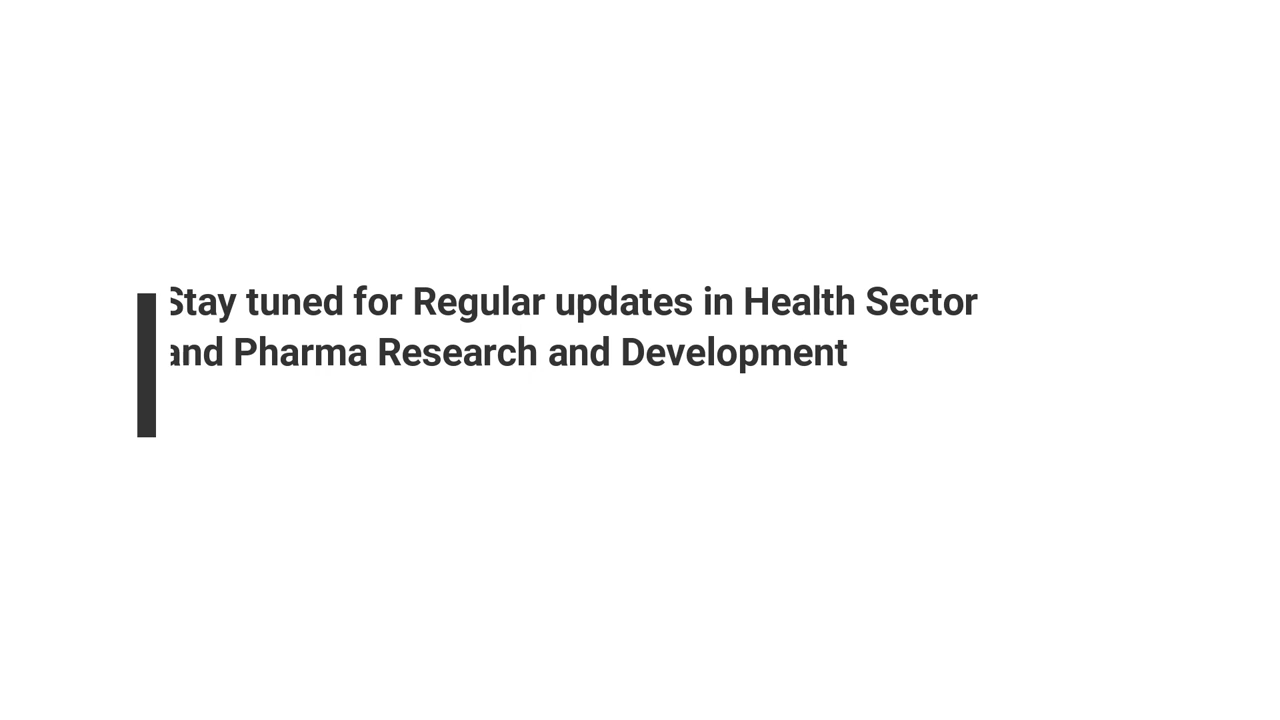 Stay tuned for Regular updates in Health Sector
and Pharma Research and Development